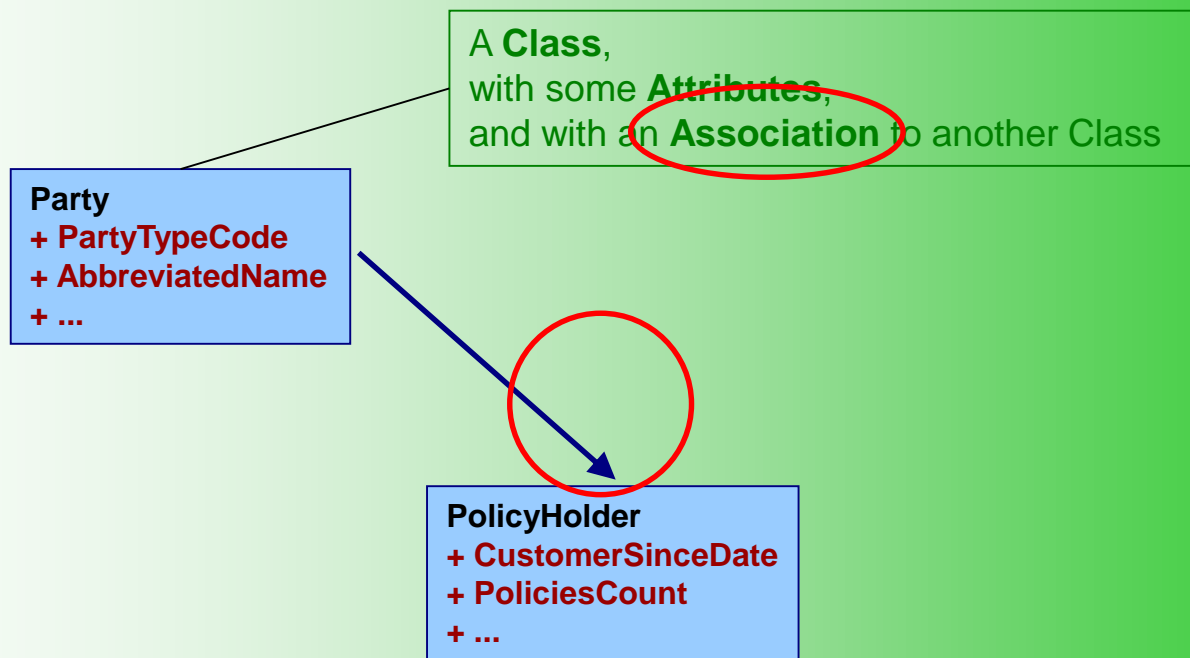 A Class,
with some Attributes,
and with an Association to another Class
Party
+ PartyTypeCode
+ AbbreviatedName
+ ...
PolicyHolder
+ CustomerSinceDate
+ PoliciesCount
+ ...